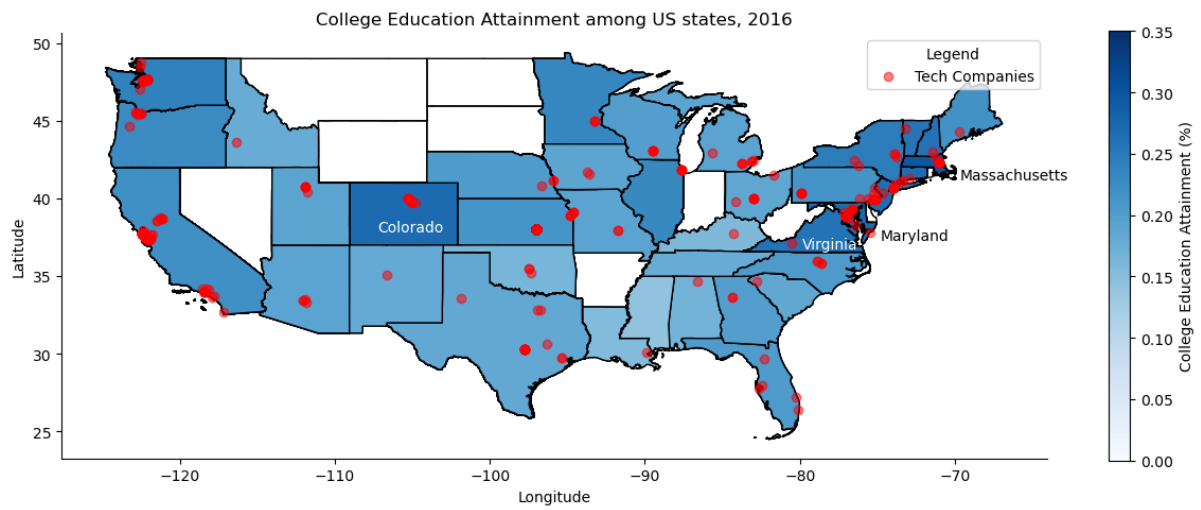 College Education Attainment among US states, 2016
Legend
Tech Companies
Massachusetts
Colorado
Virginia
Maryland
50
45
40
35
30
25
Latitude
−120
−110
−100
−90
−80
−70
Longitude
0.35
0.30
0.25
0.20
0.15
0.10
0.05
0.00
College Education Attainment (%)